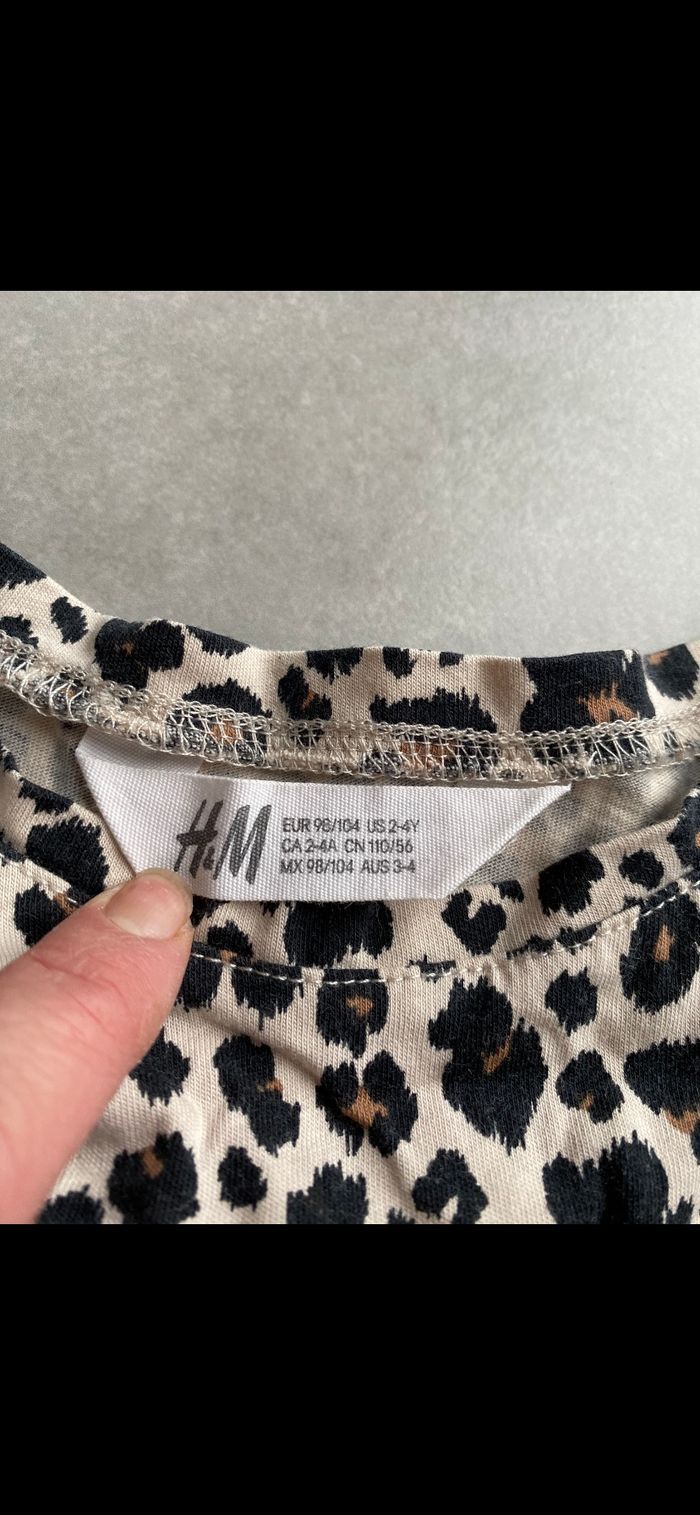 H&M
EUR 98/104 US 2-4Y
CA 2-4A CN 110/56
MX 98/104 AUS 3-4